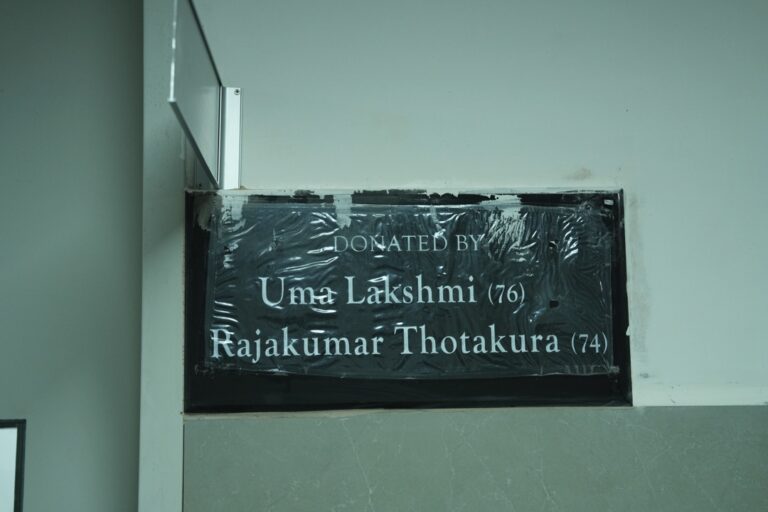 DONATED BY
Uma Lakshmi (76)
Rajakumar Thotakura (74)